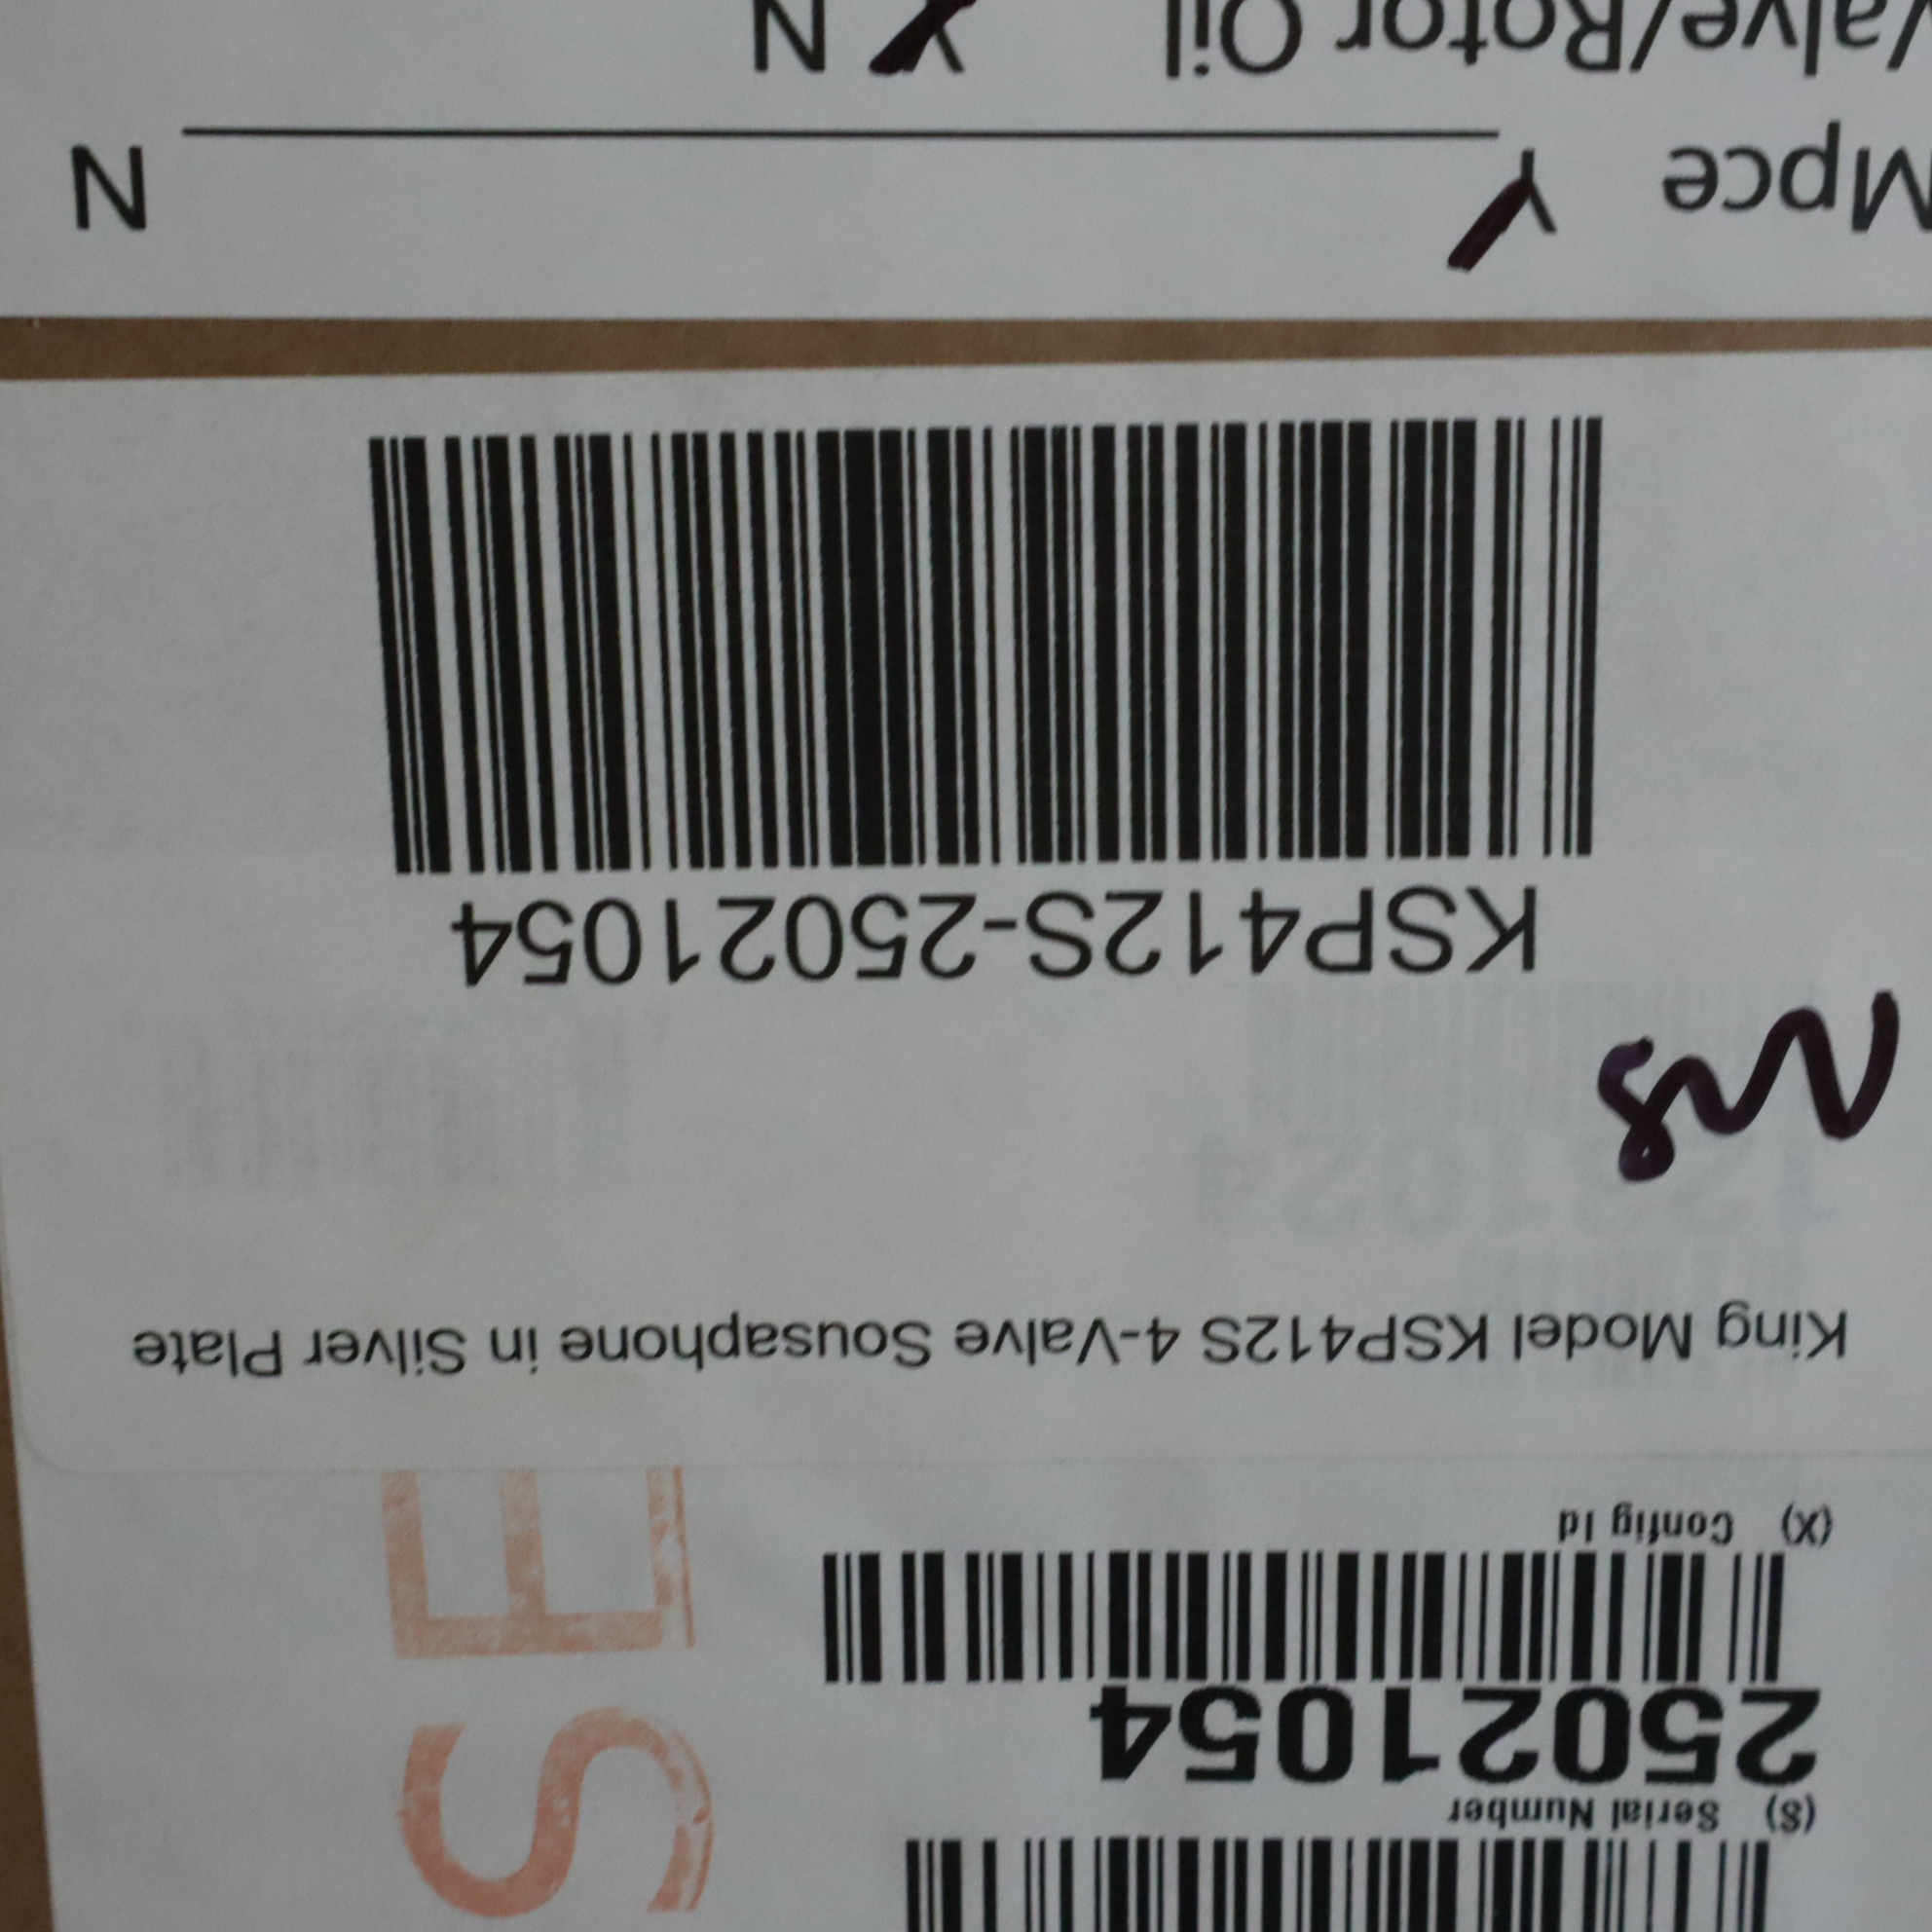 (S) Serial Number
25021054
(X) Config Id
King Model KSP412S 4-Valve Sousaphone in Silver Plate
KSP412S-25021054
Mpce Y N
Valve/Rotor Oil Y N